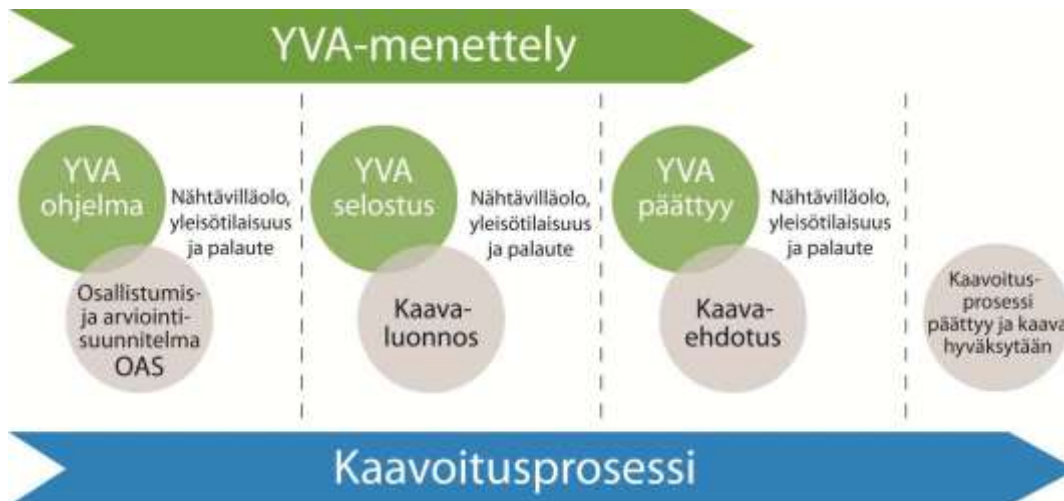 YVA-menettely
YVA
ohjelma
Nähtävilläolo,
yleisötilaisuus
ja palaute
Osallistumis-
ja arviointi-
suunnitelma
OAS
YVA
selostus
Nähtävilläolo,
yleisötilaisuus
ja palaute
Kaava-
luonnos
YVA
päättyy
Nähtävilläolo,
yleisötilaisuus
ja palaute
Kaava-
ehdotus
Kaavoitus-
prosessi
päättyy ja kaava
hyväksytään
Kaavoitusprosessi